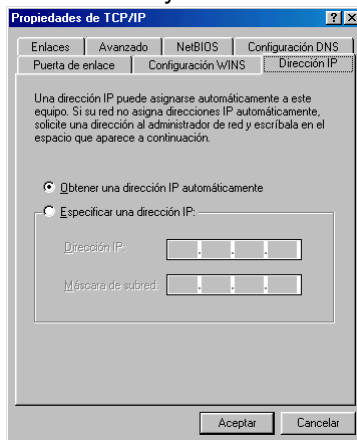 Propiedades de TCP/IP
Enlaces Avanzado NetBIOS Configuración DNS
Puerta de enlace Configuración WINS Dirección IP
Una dirección IP puede asignarse automáticamente a este
equipo. Si su red no asigna direcciones IP automáticamente,
solicite una dirección al administrador de red y escríbala en el
espacio que aparece a continuación.
Obtener una dirección IP automáticamente
Especificar una dirección IP:
Dirección IP:
Máscara de subred:
Aceptar Cancelar